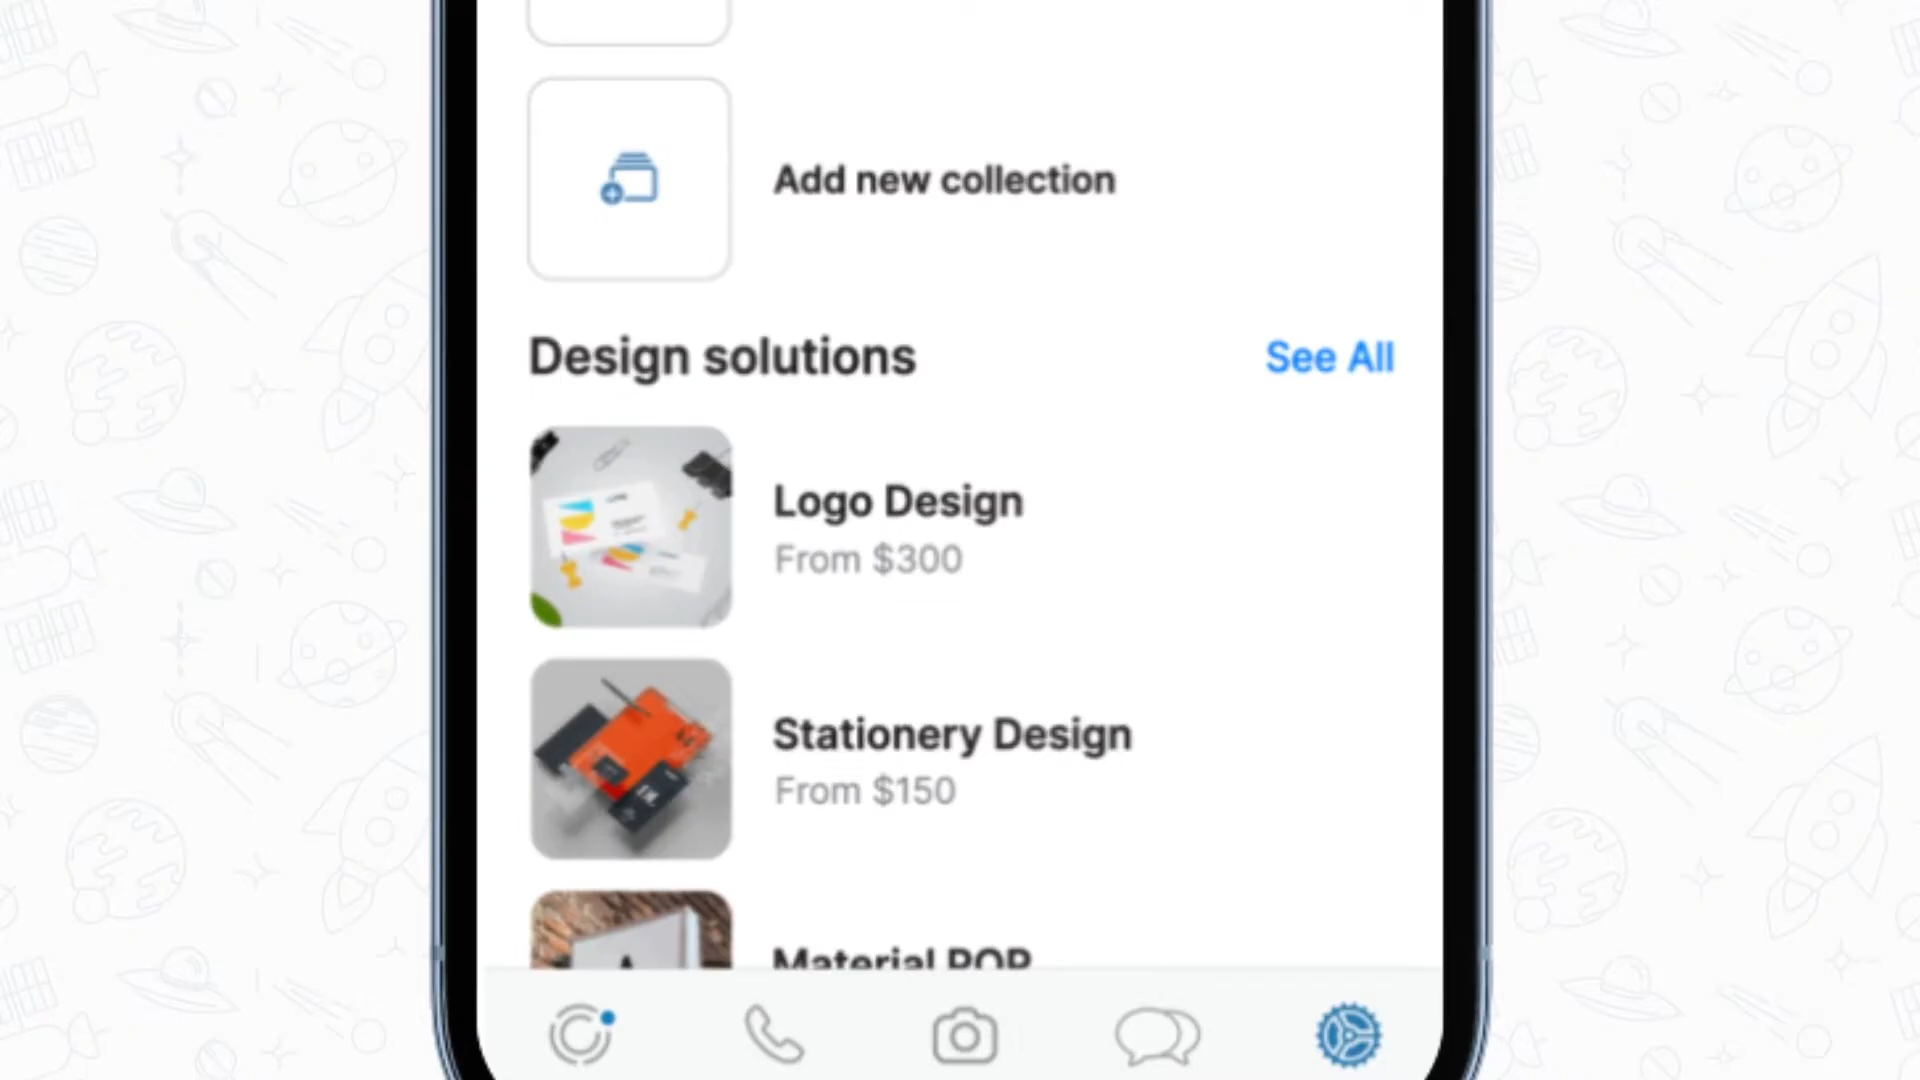 Add new collection
Design solutions
See All
Logo Design
From $300
Stationery Design
From $150
Material POP